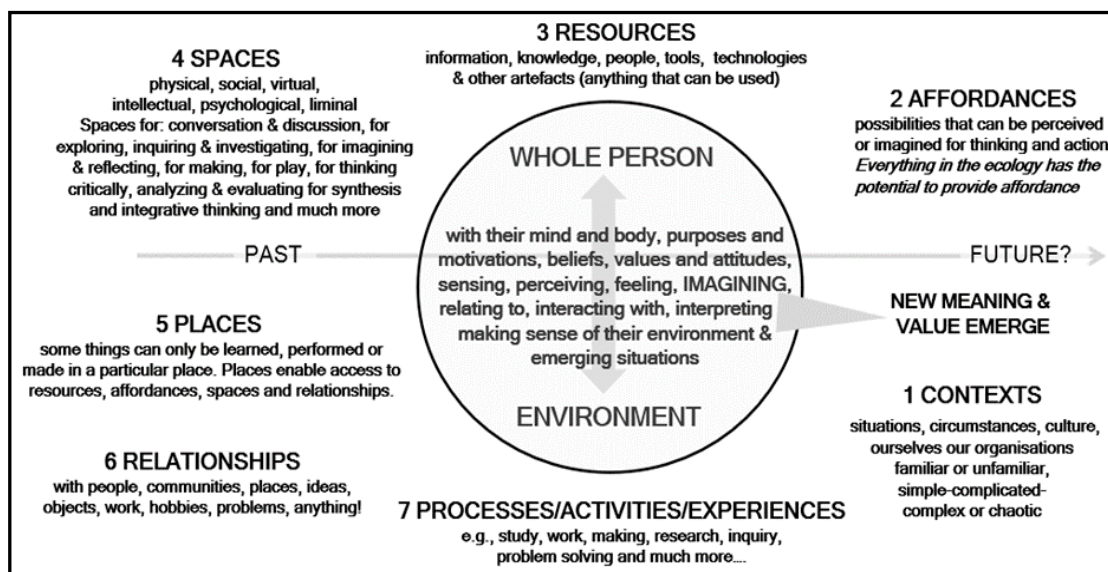 3 RESOURCES
information, knowledge, people, tools, technologies
& other artefacts (anything that can be used)
4 SPACES
physical, social, virtual,
intellectual, psychological, liminal
Spaces for: conversation & discussion, for
exploring, inquiring & investigating, for imagining
& reflecting, for making, for play, for thinking
critically, analyzing & evaluating for synthesis
and integrative thinking and much more
2 AFFORDANCES
possibilities that can be perceived
or imagined for thinking and action
Everything in the ecology has the
potential to provide affordance
WHOLE PERSON
with their mind and body, purposes and
motivations, beliefs, values and attitudes,
sensing, perceiving, feeling, IMAGINING,
relating to, interacting with, interpreting
making sense of their environment &
emerging situations
ENVIRONMENT
PAST
FUTURE?
NEW MEANING &
VALUE EMERGE
5 PLACES
some things can only be learned, performed or
made in a particular place. Places enable access to
resources, affordances, spaces and relationships.
1 CONTEXTS
situations, circumstances, culture,
ourselves our organisations
familiar or unfamiliar,
simple-complicated-
complex or chaotic
6 RELATIONSHIPS
with people, communities, places, ideas,
objects, work, hobbies, problems, anything!
7 PROCESSES/ACTIVITIES/EXPERIENCES
e.g., study, work, making, research, inquiry,
problem solving and much more....